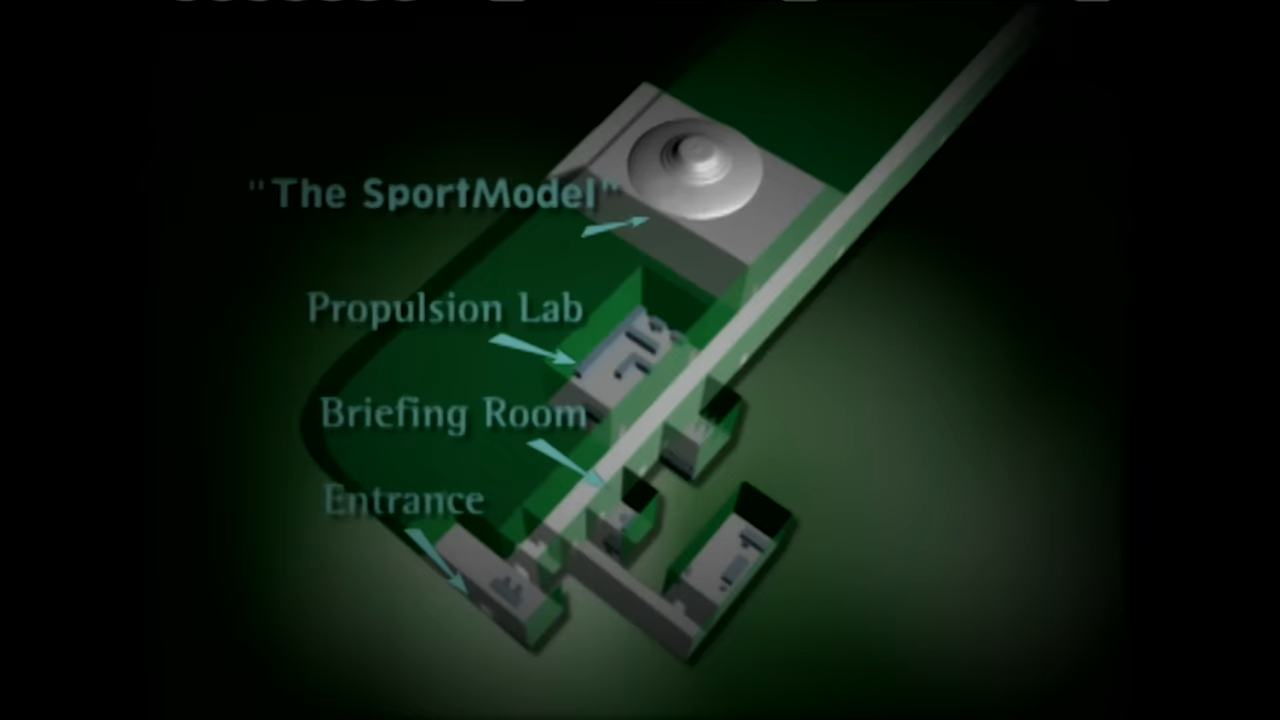 "The SportModel"
Propulsion Lab
Briefing Room
Entrance